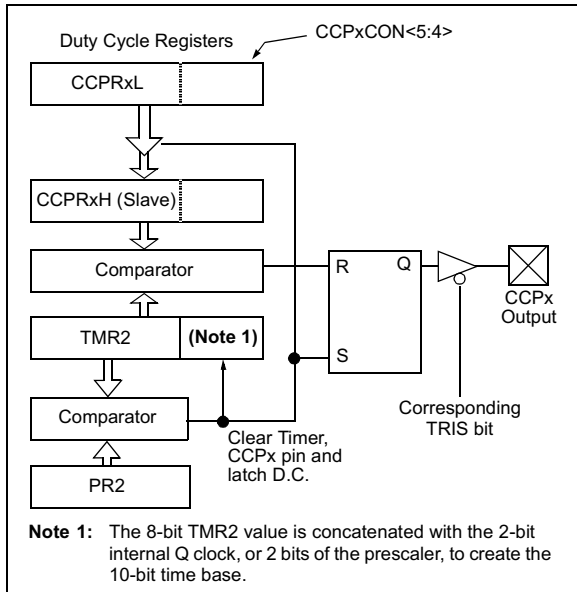 Duty Cycle Registers
CCPxCON<5:4>
CCPRxL
CCPRxH (Slave)
Comparator
R
Q
S
CCPx
Output
TMR2
(Note 1)
Comparator
Clear Timer,
CCPx pin and
latch D.C.
Corresponding
TRIS bit
PR2
Note 1: The 8-bit TMR2 value is concatenated with the 2-bit
internal Q clock, or 2 bits of the prescaler, to create the
10-bit time base.